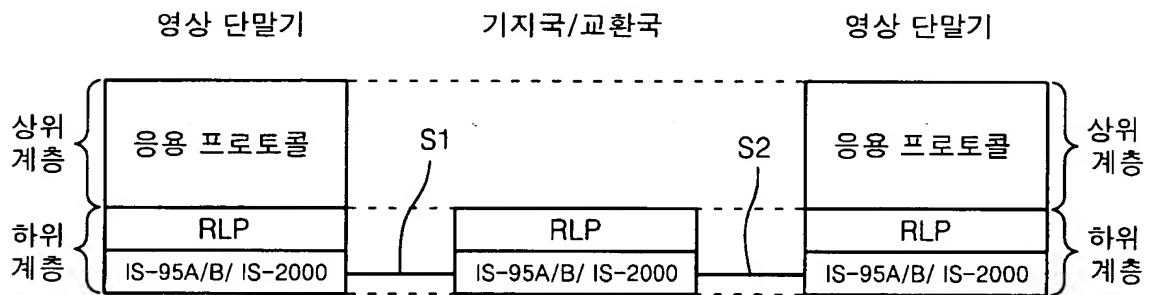 영상 단말기
기지국/교환국
영상 단말기
상위
계층
응용 프로토콜
S1
S2
응용 프로토콜
상위
계층
하위
계층
RLP
RLP
RLP
하위
계층
IS-95A/B/ IS-2000
IS-95A/B/ IS-2000
IS-95A/B/ IS-2000